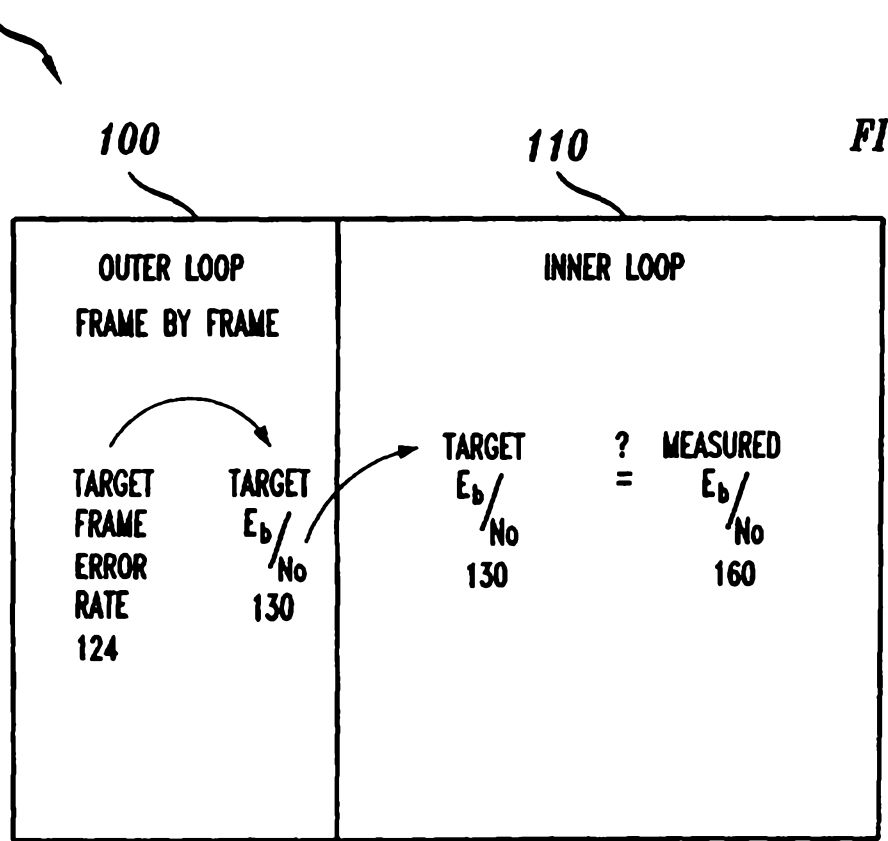 100
110
FI
OUTER LOOP
FRAME BY FRAME
INNER LOOP
TARGET FRAME ERROR RATE 124
TARGET Eb/No 130
TARGET Eb/No 130
? =
MEASURED Eb/No 160